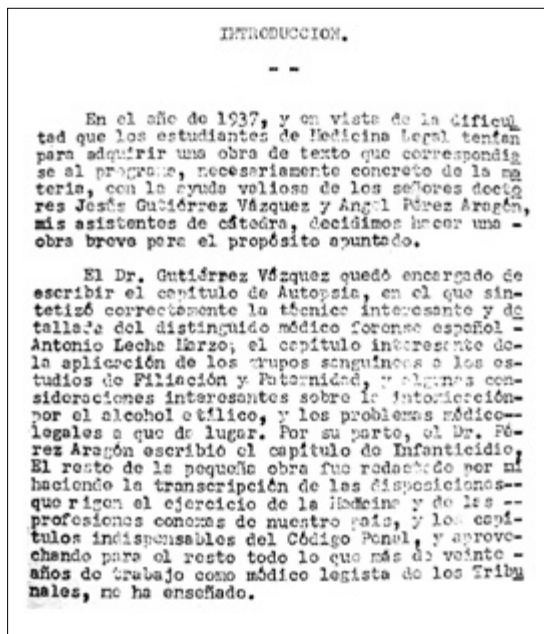 INTRODUCCION.
- -
En el año de 1937, y en vista de la dificul
tad que los estudiantes de Medicina Legal tenían
para adquirir una obra de texto que correspondie
se al programa, necesariamente concreto de la ma
teria, con la ayuda valiosa de los señores docto
res Jesús Gutiérrez Vázquez y Angel Pérez Aragón,
mis asistentes de cátedra, decidimos hacer una -
obra breve para el propósito apuntado.
El Dr. Gutiérrez Vázquez quedó encargado de
escribir el capítulo de Autopsia, en el que sin-
tetizó correctamente la técnica interesante y de
tallada del distinguido médico forense español -
Antonio Leche Marzo; el capítulo interesente de-
la aplicación de los grupos sanguíneos a los es-
tudios de Filiación y Paternidad, y algunas con-
sideraciones interesantes sobre la intoxicación-
por el alcohol etílico, y los problemas médico--
legales a que da lugar. Por su parte, el Dr. Pé-
rez Aragón escribió el capítulo de Infanticidio,
El resto de la pequeña obra fue redactado por mi
haciendo la transcripción de las disposiciones--
que rigen el ejercicio de la Medicina y de las --
profesiones conexas de nuestro país, y los capí-
tulos indispensables del Código Penal, y aprove-
chando para el resto todo lo que más de veinte -
años de trabajo como médico legista de los Tribu
nales, me ha enseñado.